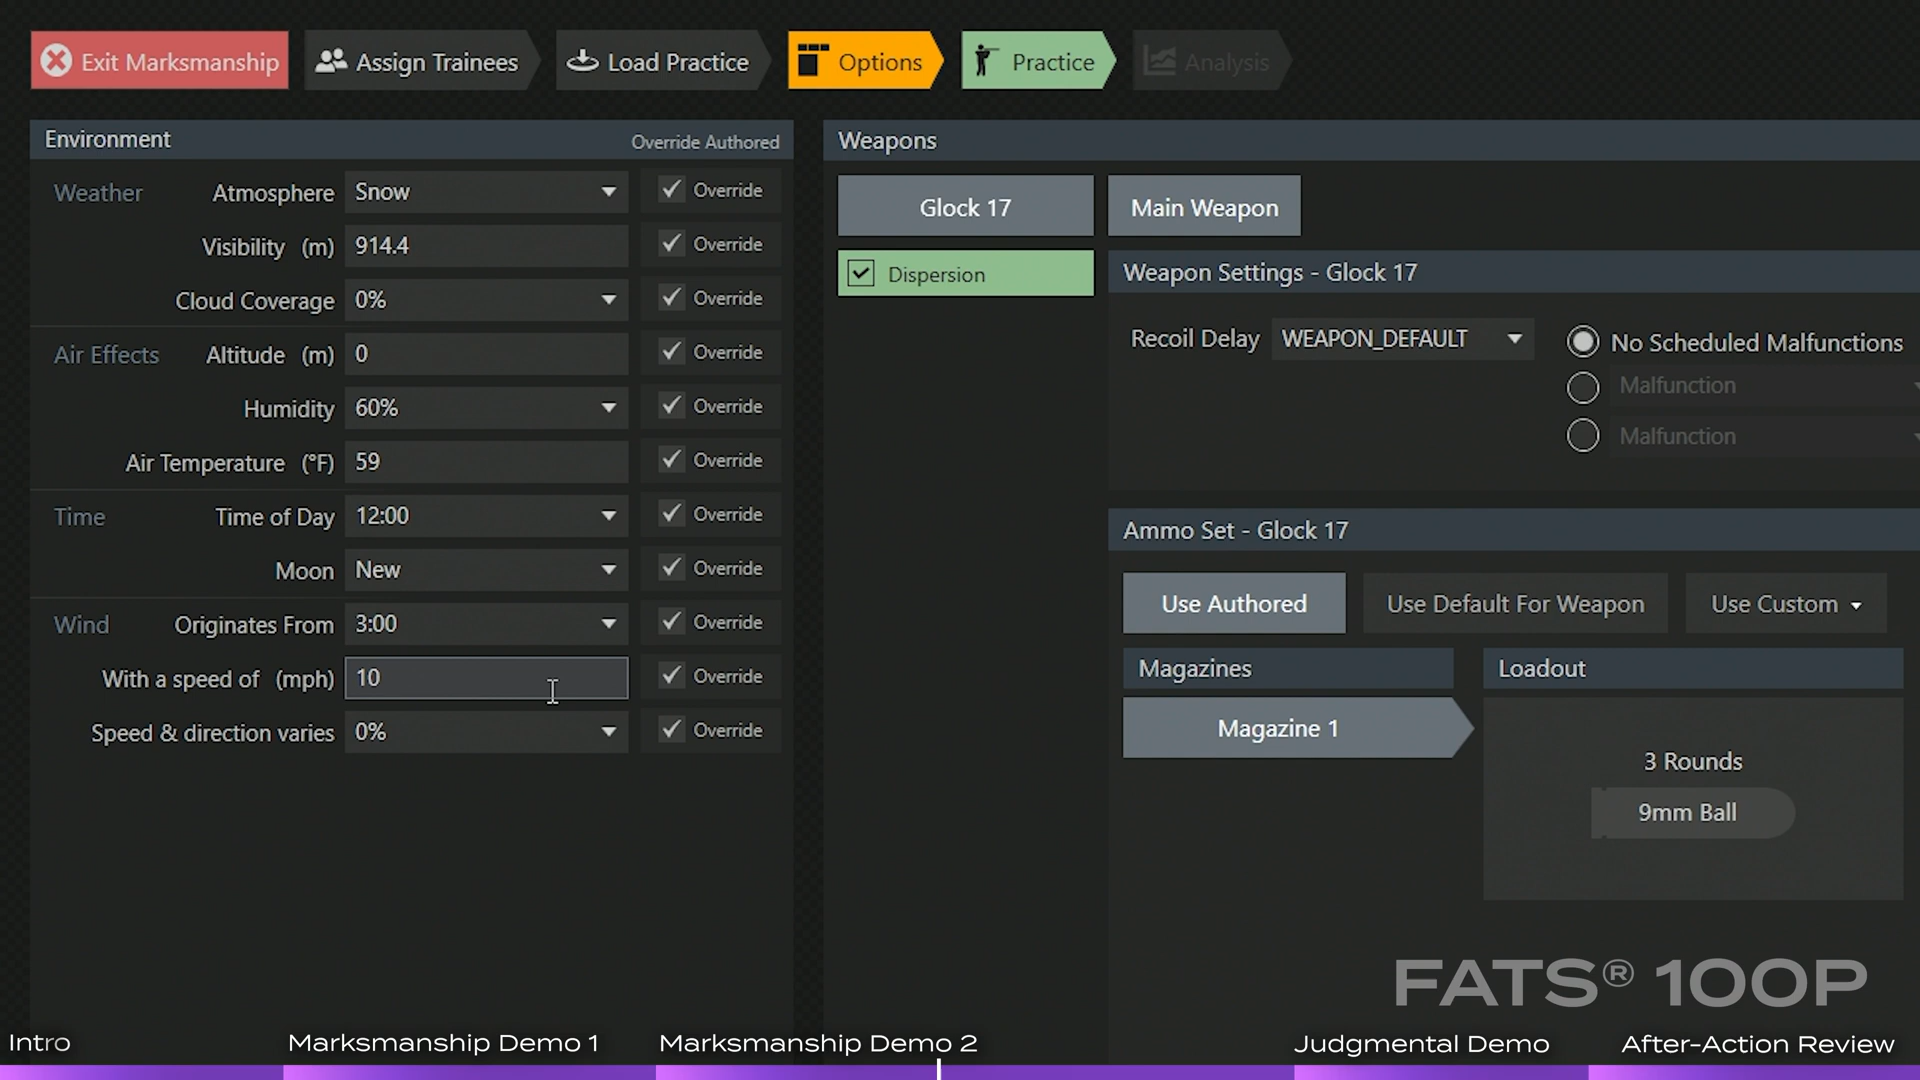 Exit Marksmanship
Assign Trainees
Load Practice
Options
Practice
Analysis
Environment
Override Authored
Weather
Atmosphere Snow Override
Visibility (m) 914.4 Override
Cloud Coverage 0% Override
Air Effects
Altitude (m) 0 Override
Humidity 60% Override
Air Temperature (°F) 59 Override
Time
Time of Day 12:00 Override
Moon New Override
Wind
Originates From 3:00 Override
With a speed of (mph) 10 Override
Speed & direction varies 0% Override
Weapons
Glock 17
Main Weapon
Dispersion
Weapon Settings - Glock 17
Recoil Delay WEAPON_DEFAULT
No Scheduled Malfunctions
Malfunction
Malfunction
Ammo Set - Glock 17
Use Authored
Use Default For Weapon
Use Custom
Magazines
Magazine 1
Loadout
3 Rounds
9mm Ball
FATS® 100P
Intro
Marksmanship Demo 1
Marksmanship Demo 2
Judgmental Demo
After-Action Review